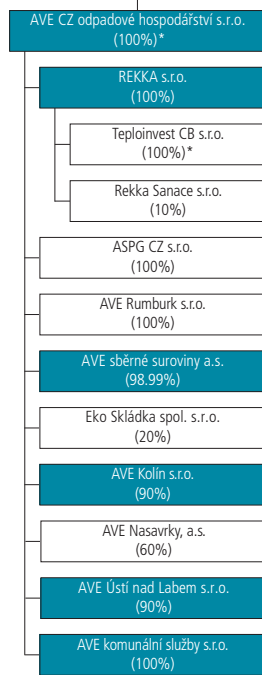 AVE CZ odpadové hospodářství s.r.o.
(100%)*
REKKA s.r.o.
(100%)
Teploinvest CB s.r.o.
(100%)*
Rekka Sanace s.r.o.
(10%)
ASPG CZ s.r.o.
(100%)
AVE Rumburk s.r.o.
(100%)
AVE sběrné suroviny a.s.
(98.99%)
Eko Skládka spol. s.r.o.
(20%)
AVE Kolín s.r.o.
(90%)
AVE Nasavrky, a.s.
(60%)
AVE Ústí nad Labem s.r.o.
(90%)
AVE komunální služby s.r.o.
(100%)